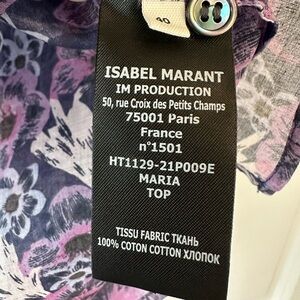 40
ISABEL MARANT
IM PRODUCTION
50, rue Croix des Petits Champs
75001 Paris
France
n°1501
HT1129-21P009E
MARIA
TOP
TISSU FABRIC ТКАНЬ
100% COTON COTTON ХЛОПОК